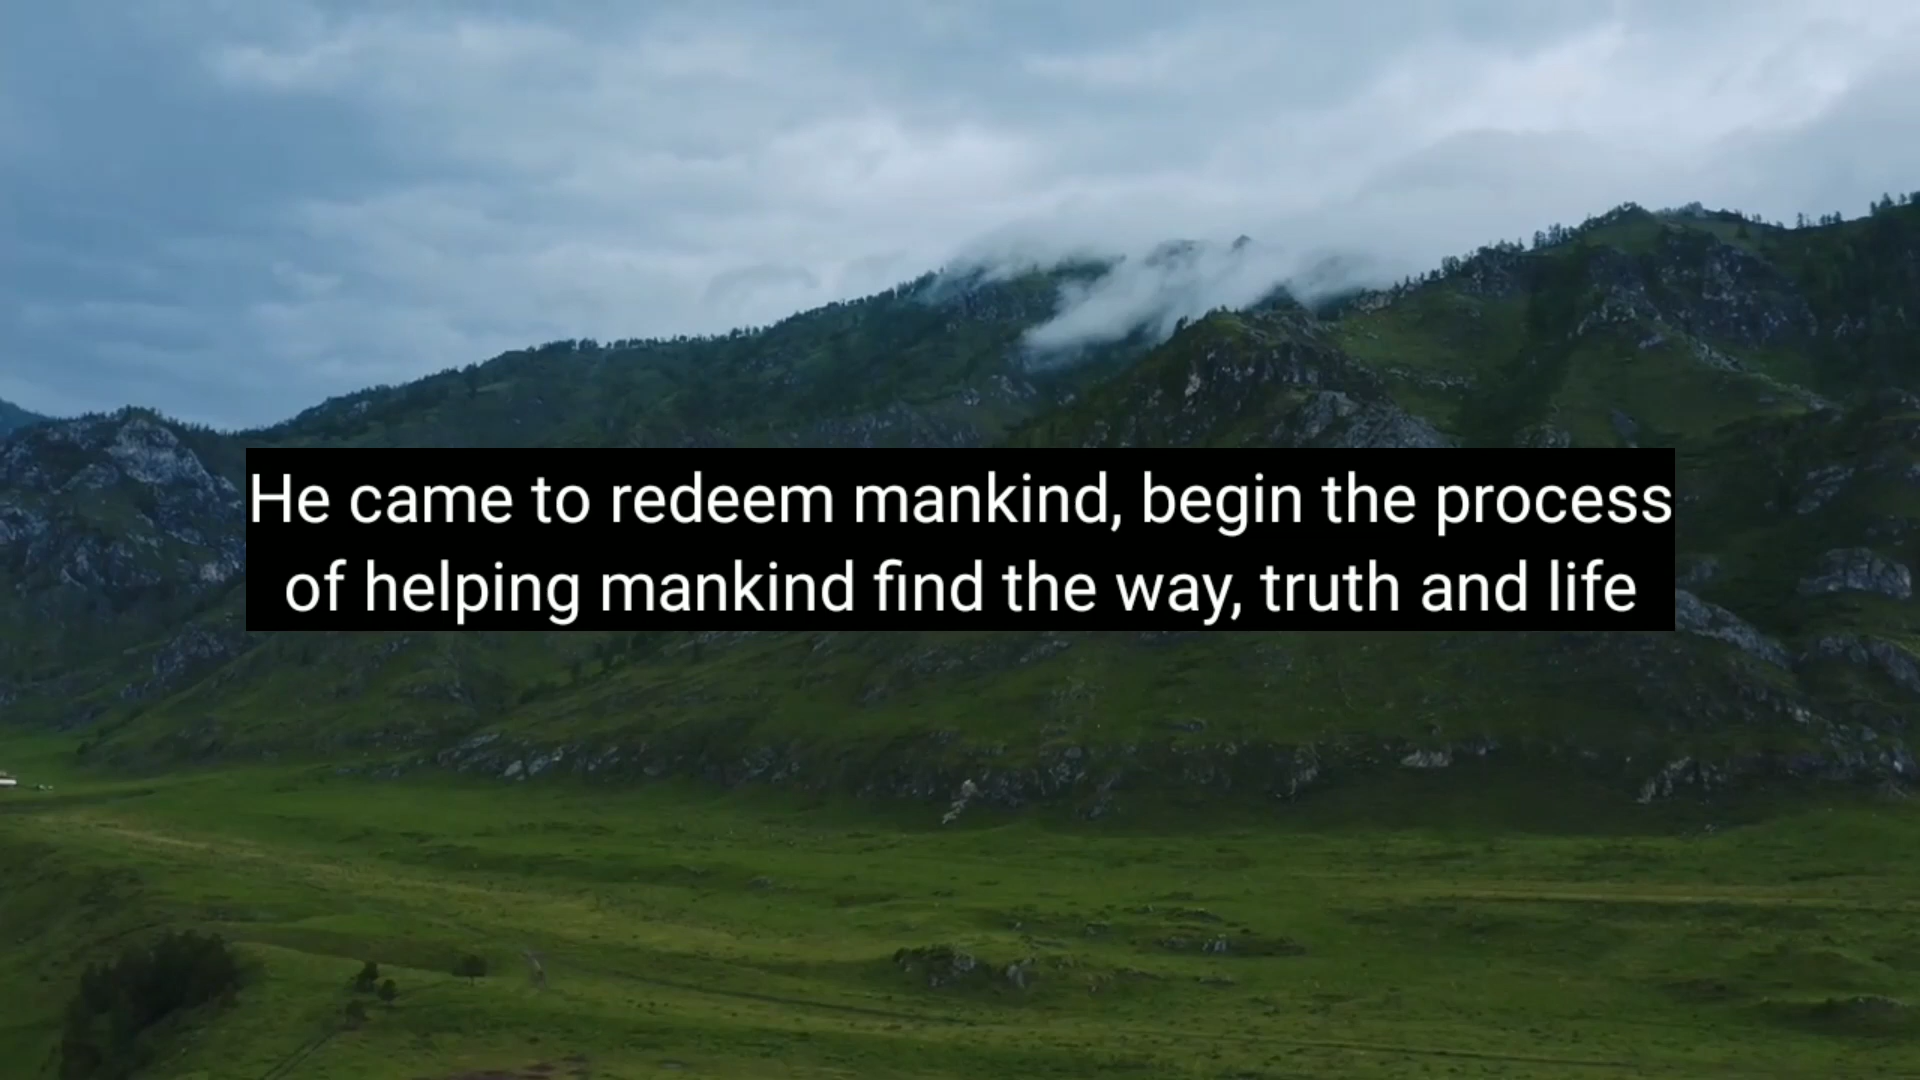 He came to redeem mankind, begin the process
of helping mankind find the way, truth and life